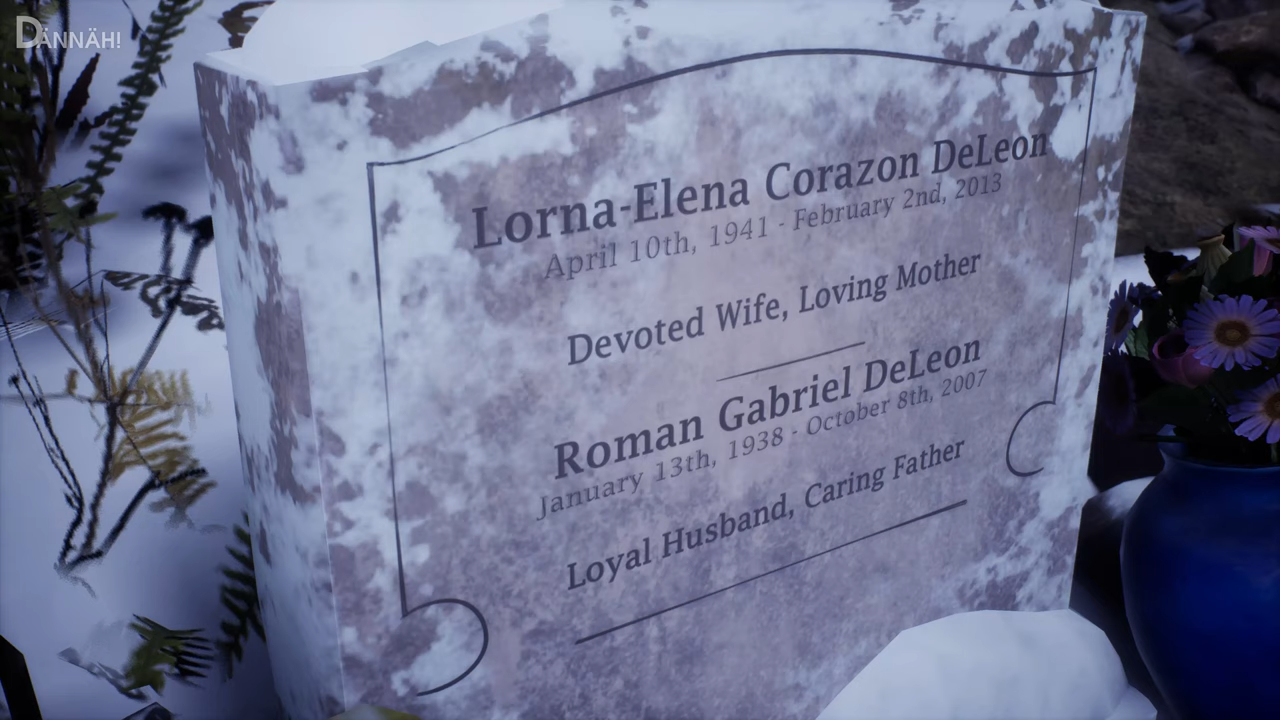 DÄNNÄH!
Lorna-Elena Corazon DeLeon
April 10th, 1941 - February 2nd, 2013
Devoted Wife, Loving Mother
Roman Gabriel DeLeon
January 13th, 1938 - October 8th, 2007
Loyal Husband, Caring Father